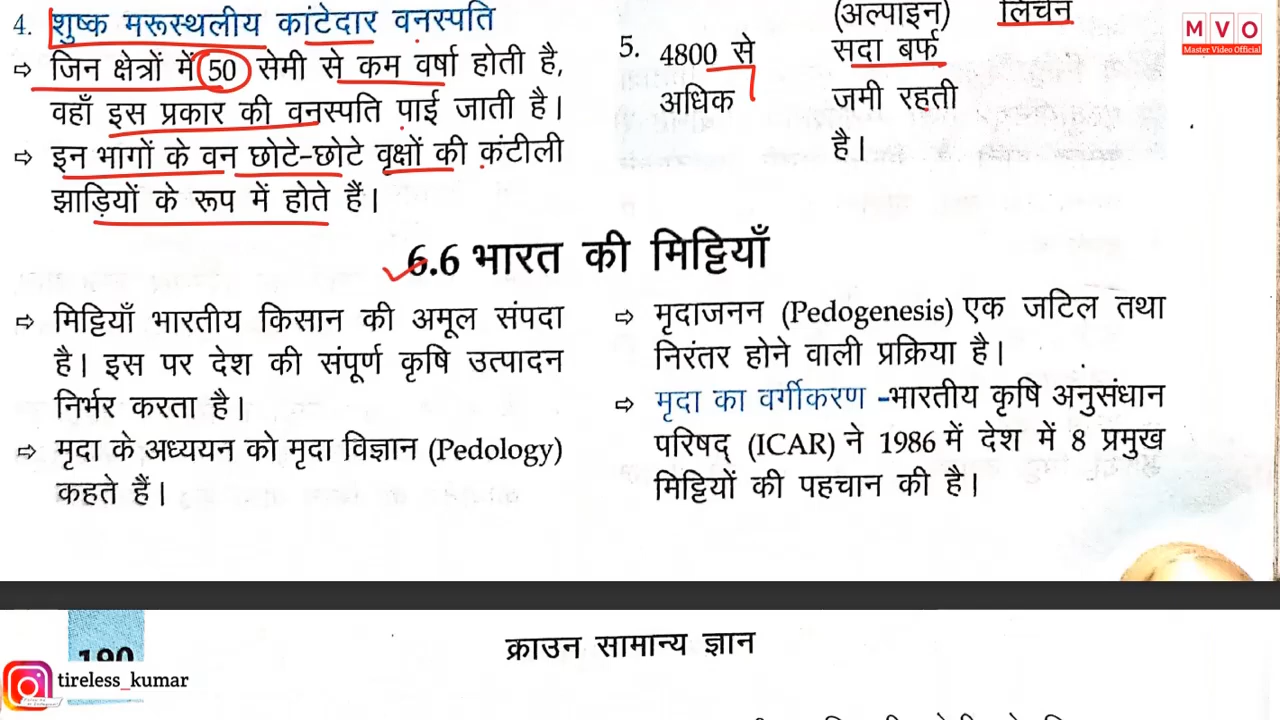 4. शुष्क मरूस्थलीय कांटेदार वनस्पति
⇨ जिन क्षेत्रों में 50 सेमी से कम वर्षा होती है,
वहाँ इस प्रकार की वनस्पति पाई जाती है।
⇨ इन भागों के वन छोटे-छोटे वृक्षों की कंटीली
झाड़ियों के रूप में होते हैं।
(अल्पाइन) लिचेन
5. 4800 से सदा बर्फ
अधिक जमी रहती
है।
6.6 भारत की मिट्टियाँ
⇨ मिट्टियाँ भारतीय किसान की अमूल संपदा
है। इस पर देश की संपूर्ण कृषि उत्पादन
निर्भर करता है।
⇨ मृदा के अध्ययन को मृदा विज्ञान (Pedology)
कहते हैं।
⇨ मृदाजनन (Pedogenesis) एक जटिल तथा
निरंतर होने वाली प्रक्रिया है।
⇨ मृदा का वर्गीकरण -भारतीय कृषि अनुसंधान
परिषद् (ICAR) ने 1986 में देश में 8 प्रमुख
मिट्टियों की पहचान की है।
190
क्राउन सामान्य ज्ञान
tireless_kumar
MVO
Master Video Official